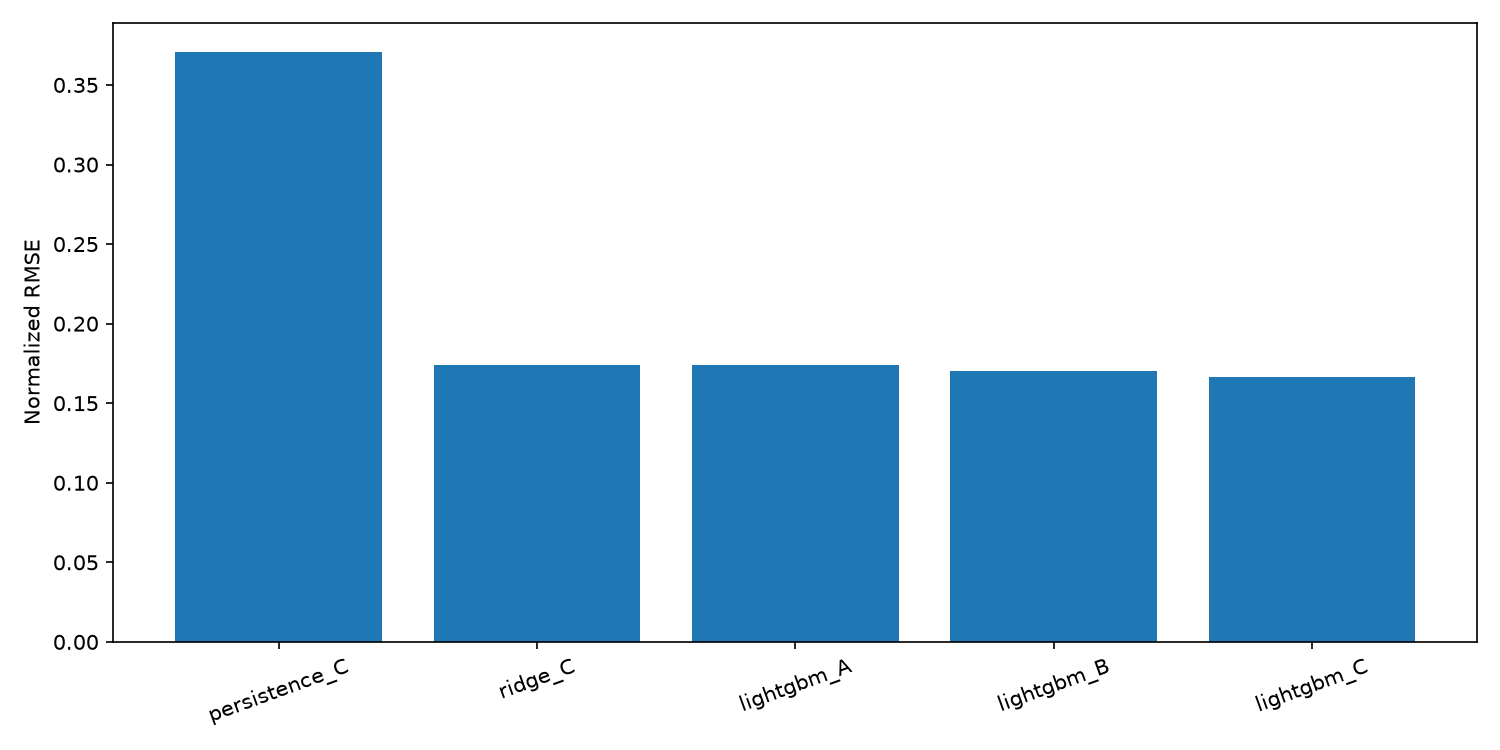 Normalized RMSE
0.35
0.30
0.25
0.20
0.15
0.10
0.05
0.00
persistence_C
ridge_C
lightgbm_A
lightgbm_B
lightgbm_C